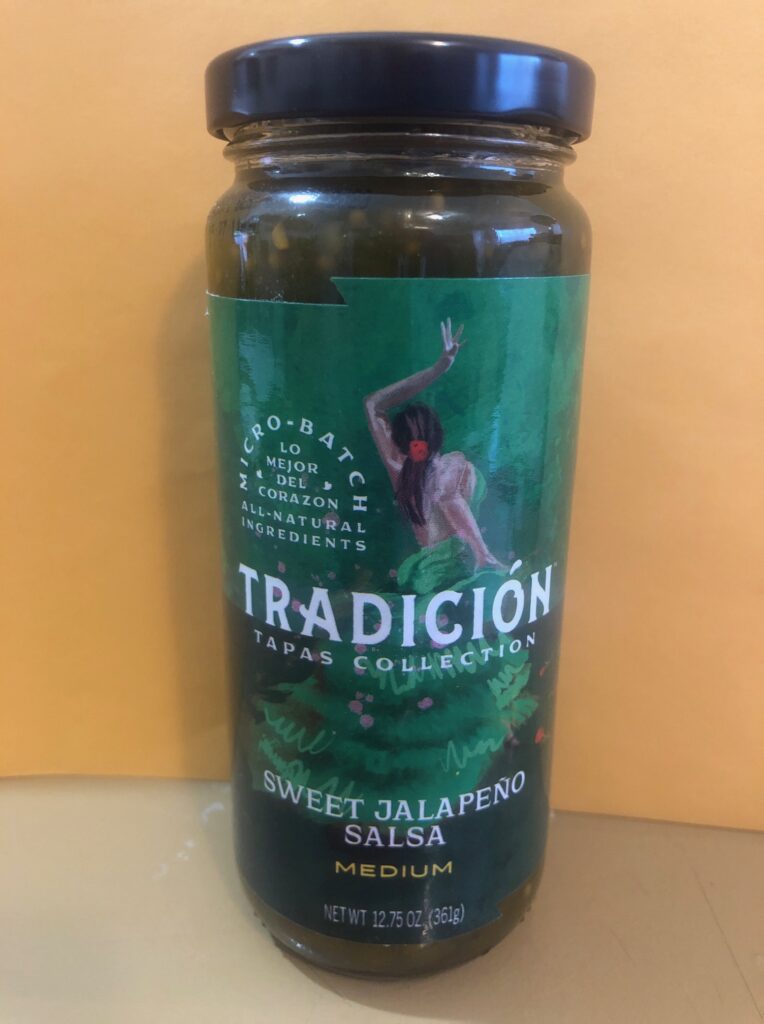 MICRO-BATCH
LO
MEJOR
DEL
CORAZON
ALL-NATURAL
INGREDIENTS
TRADICIÓN
TAPAS COLLECTION
SWEET JALAPEÑO
SALSA
MEDIUM
NET WT 12.75 OZ (361g)